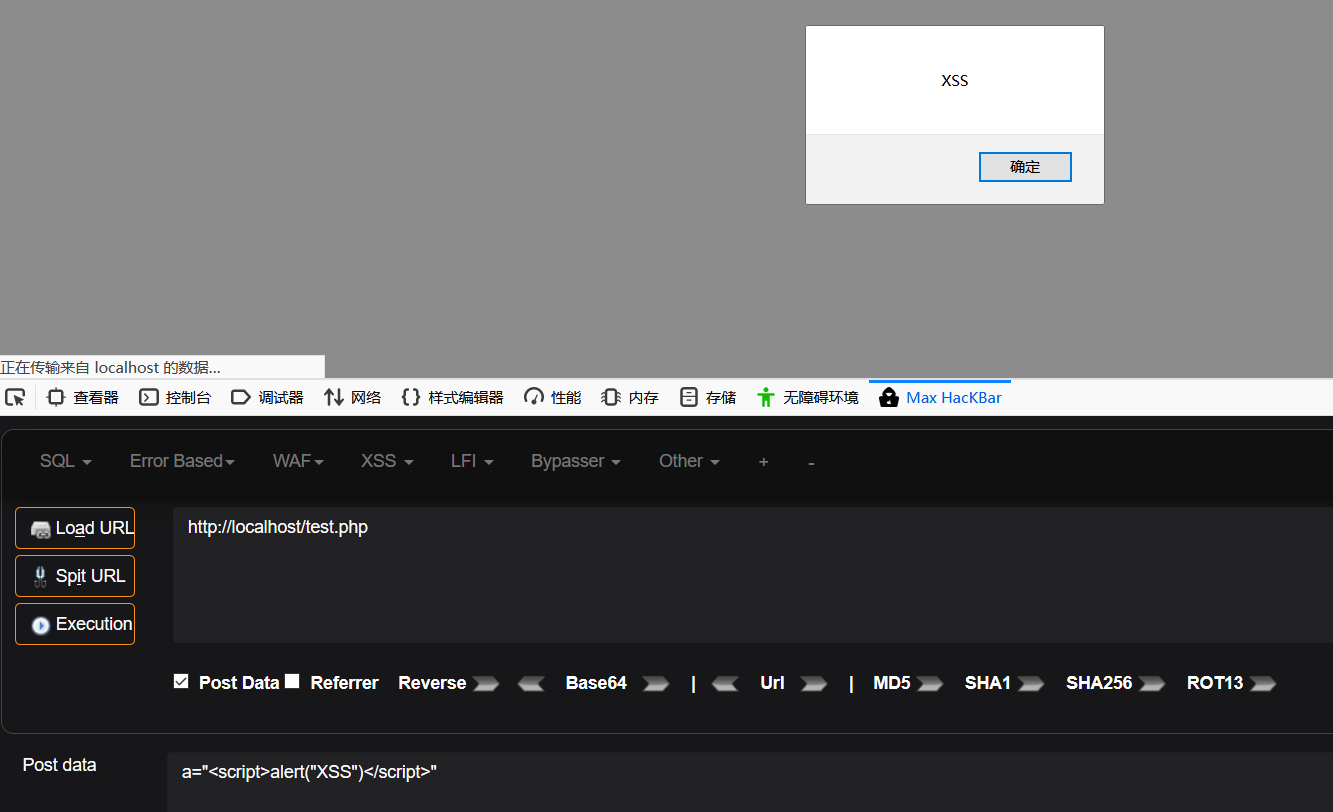 XSS
确定
正在传输来自 localhost 的数据...
查看器 控制台 调试器 网络 {} 样式编辑器 性能 内存 存储 无障碍环境 Max HacKBar
SQL Error Based WAF XSS LFI Bypasser Other + -
Load URL
http://localhost/test.php
Spit URL
Execution
Post Data Referrer Reverse Base64 | Url | MD5 SHA1 SHA256 ROT13
Post data
a="<script>alert("XSS")</script>"